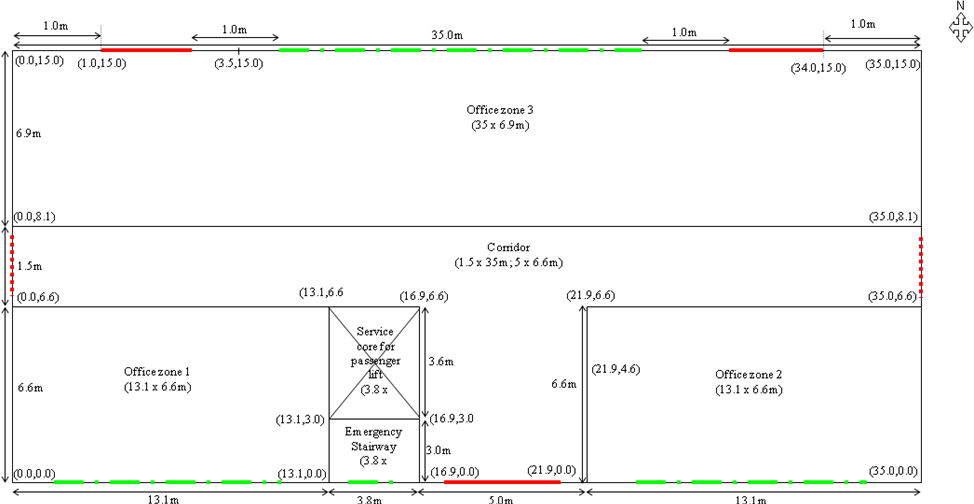 N
1.0m
1.0m
35.0m
1.0m
1.0m
(0.0,15.0)
(1.0,15.0)
(3.5,15.0)
(34.0,15.0)
(35.0,15.0)
Office zone 3
(35 x 6.9m)
6.9m
(0.0,8.1)
(35.0,8.1)
Corridor
(1.5 x 35m; 5 x 6.6m)
1.5m
(0.0,6.6)
(13.1,6.6
(16.9,6.6)
(21.9,6.6)
(35.0,6.6)
Service
core for
passenger
lift
(3.8 x
3.6m
Office zone 1
(13.1 x 6.6m)
6.6m
6.6m
(21.9,4.6)
Office zone 2
(13.1 x 6.6m)
(13.1,3.0)
(16.9,3.0
Emergency
Stairway
(3.8 x
3.0m
(0.0,0.0)
(13.1,0.0)
(16.9,0.0)
(21.9,0.0)
(35.0,0.0)
13.1m
3.8m
5.0m
13.1m